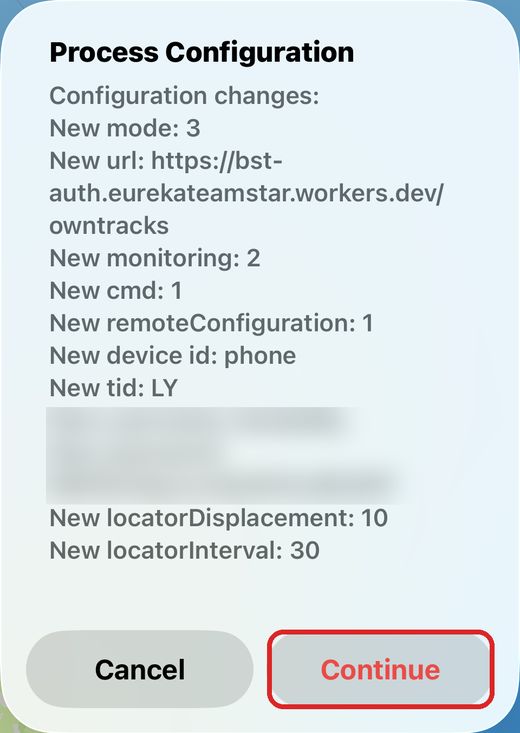 Process Configuration
Configuration changes:
New mode: 3
New url: https://bst-
auth.eurekateamstar.workers.dev/
owntracks
New monitoring: 2
New cmd: 1
New remoteConfiguration: 1
New device id: phone
New tid: LY
New locatorDisplacement: 10
New locatorInterval: 30
Cancel
Continue